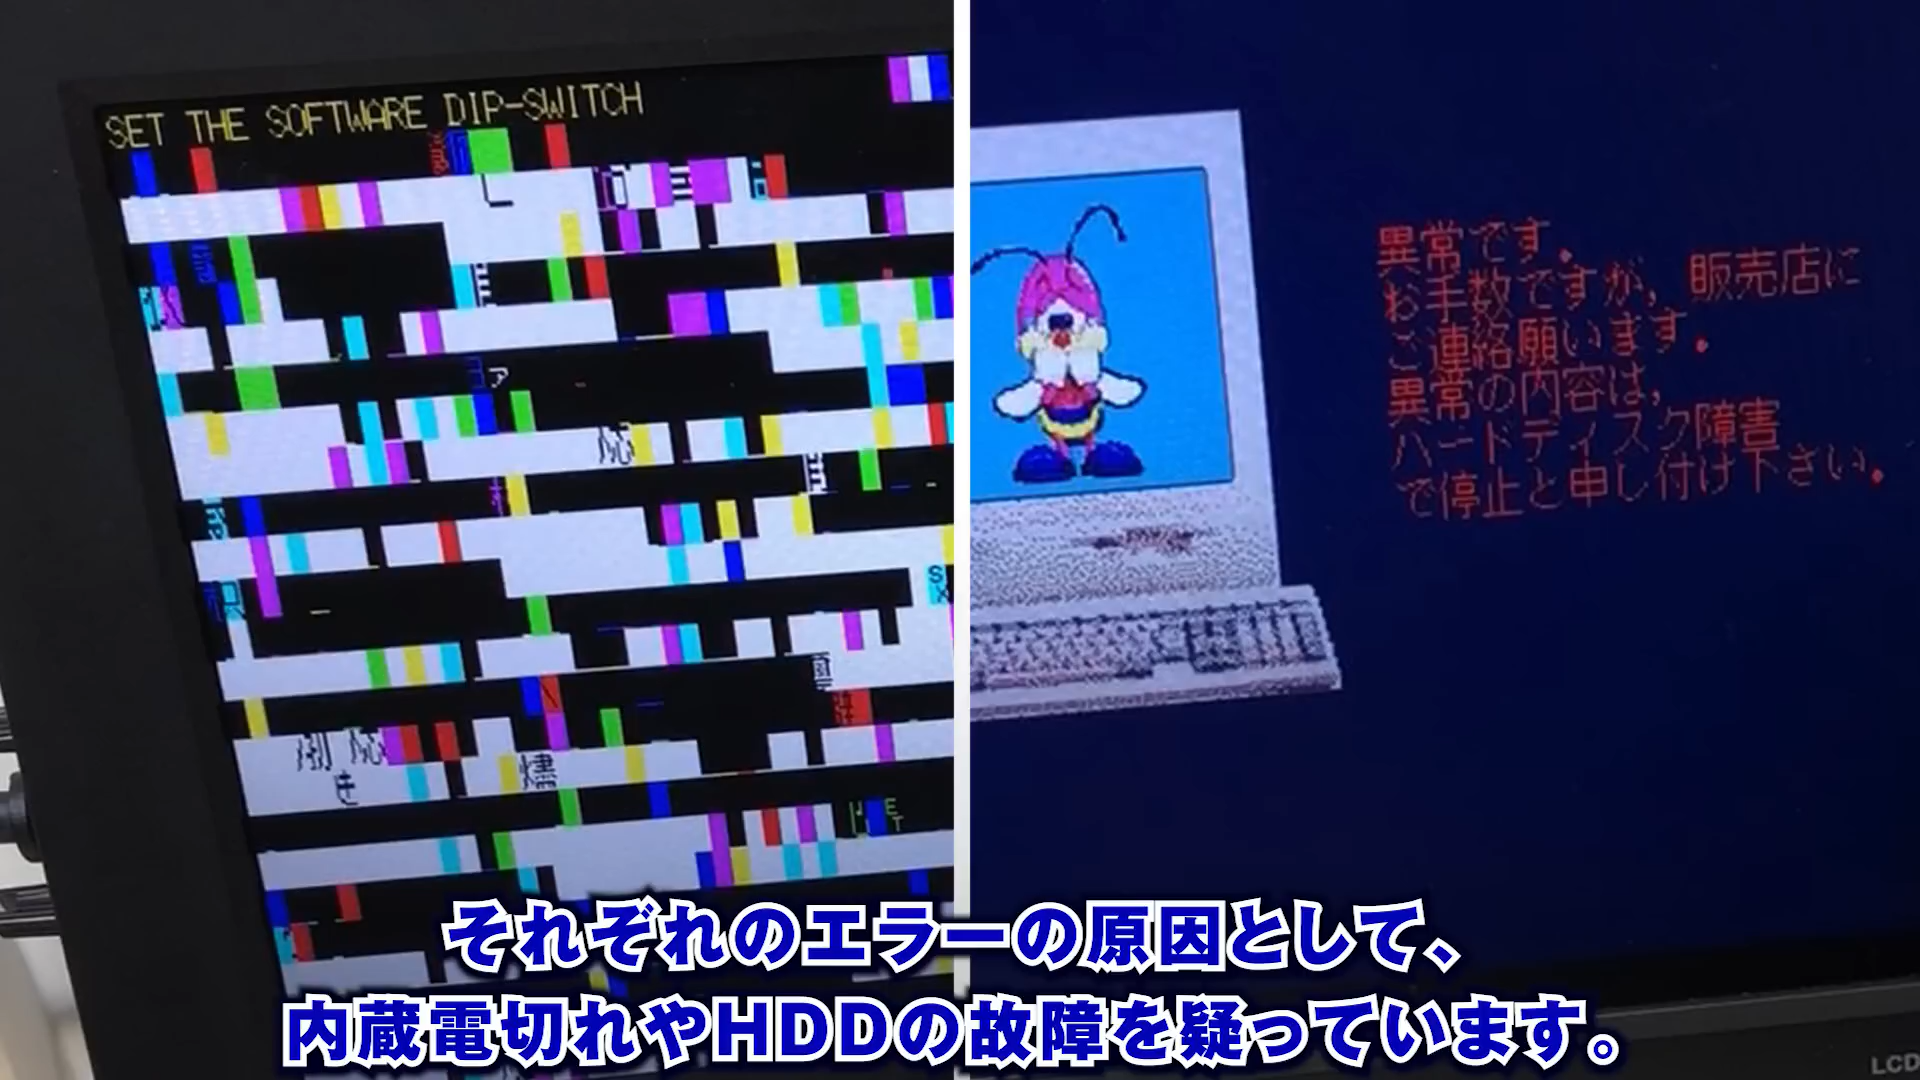 SET THE SOFTWARE DIP-SWITCH
異常です.
お手数ですが, 販売店に
ご連絡願います.
異常の内容は,
ハードディスク障害
で停止と申し付け下さい.
それぞれのエラーの原因として、
内蔵電切れやHDDの故障を疑っています。
LCD